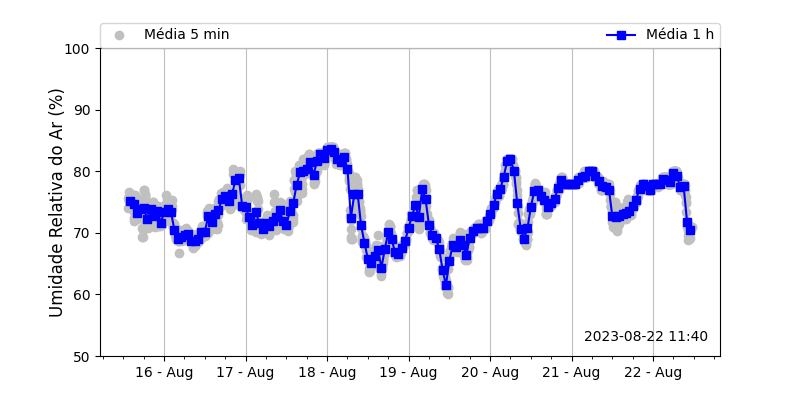 Média 5 min
Média 1 h
Umidade Relativa do Ar (%)
100
90
80
70
60
50
2023-08-22 11:40
16 - Aug
17 - Aug
18 - Aug
19 - Aug
20 - Aug
21 - Aug
22 - Aug